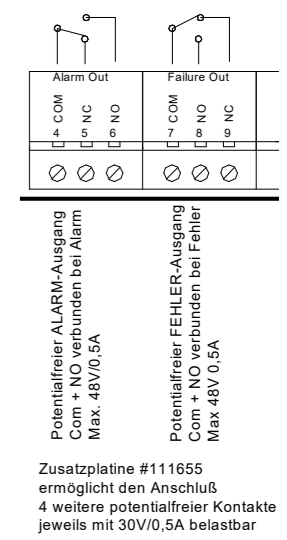 Alarm Out
Failure Out
COM
NC
NO
COM
NO
NC
4
5
6
7
8
9
Potentialfreier ALARM-Ausgang
Com + NO verbunden bei Alarm
Max. 48V/0,5A
Potentialfreier FEHLER-Ausgang
Com + NO verbunden bei Fehler
Max 48V 0,5A
Zusatzplatine #111655
ermöglicht den Anschluß
4 weitere potentialfreier Kontakte
jeweils mit 30V/0,5A belastbar